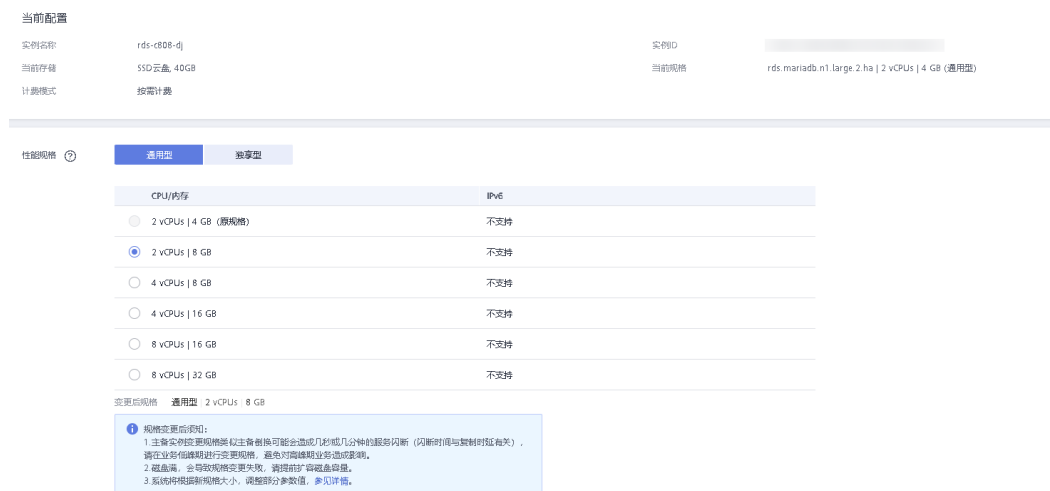 当前配置
实例名称 rds-c808-dj 实例ID
当前存储 SSD云盘, 40GB 当前规格 rds.mariadb.n1.large.2.ha | 2 vCPUs | 4 GB (通用型)
计费模式 按需计费
性能规格 ? 通用型 独享型
CPU/内存 IPv6
2 vCPUs | 4 GB (原规格) 不支持
2 vCPUs | 8 GB 不支持
4 vCPUs | 8 GB 不支持
4 vCPUs | 16 GB 不支持
8 vCPUs | 16 GB 不支持
8 vCPUs | 32 GB 不支持
变更后规格 通用型 | 2 vCPUs | 8 GB
规格变更后须知：
1.主备实例变更规格类似主备倒换可能会造成几秒或几分钟的服务闪断（闪断时间与复制时延有关），
请在业务低峰期进行变更规格，避免对高峰期业务造成影响。
2.磁盘满，会导致规格变更失败，请提前扩容磁盘容量。
3.系统将根据新规格大小，调整部分参数值，参见详情。